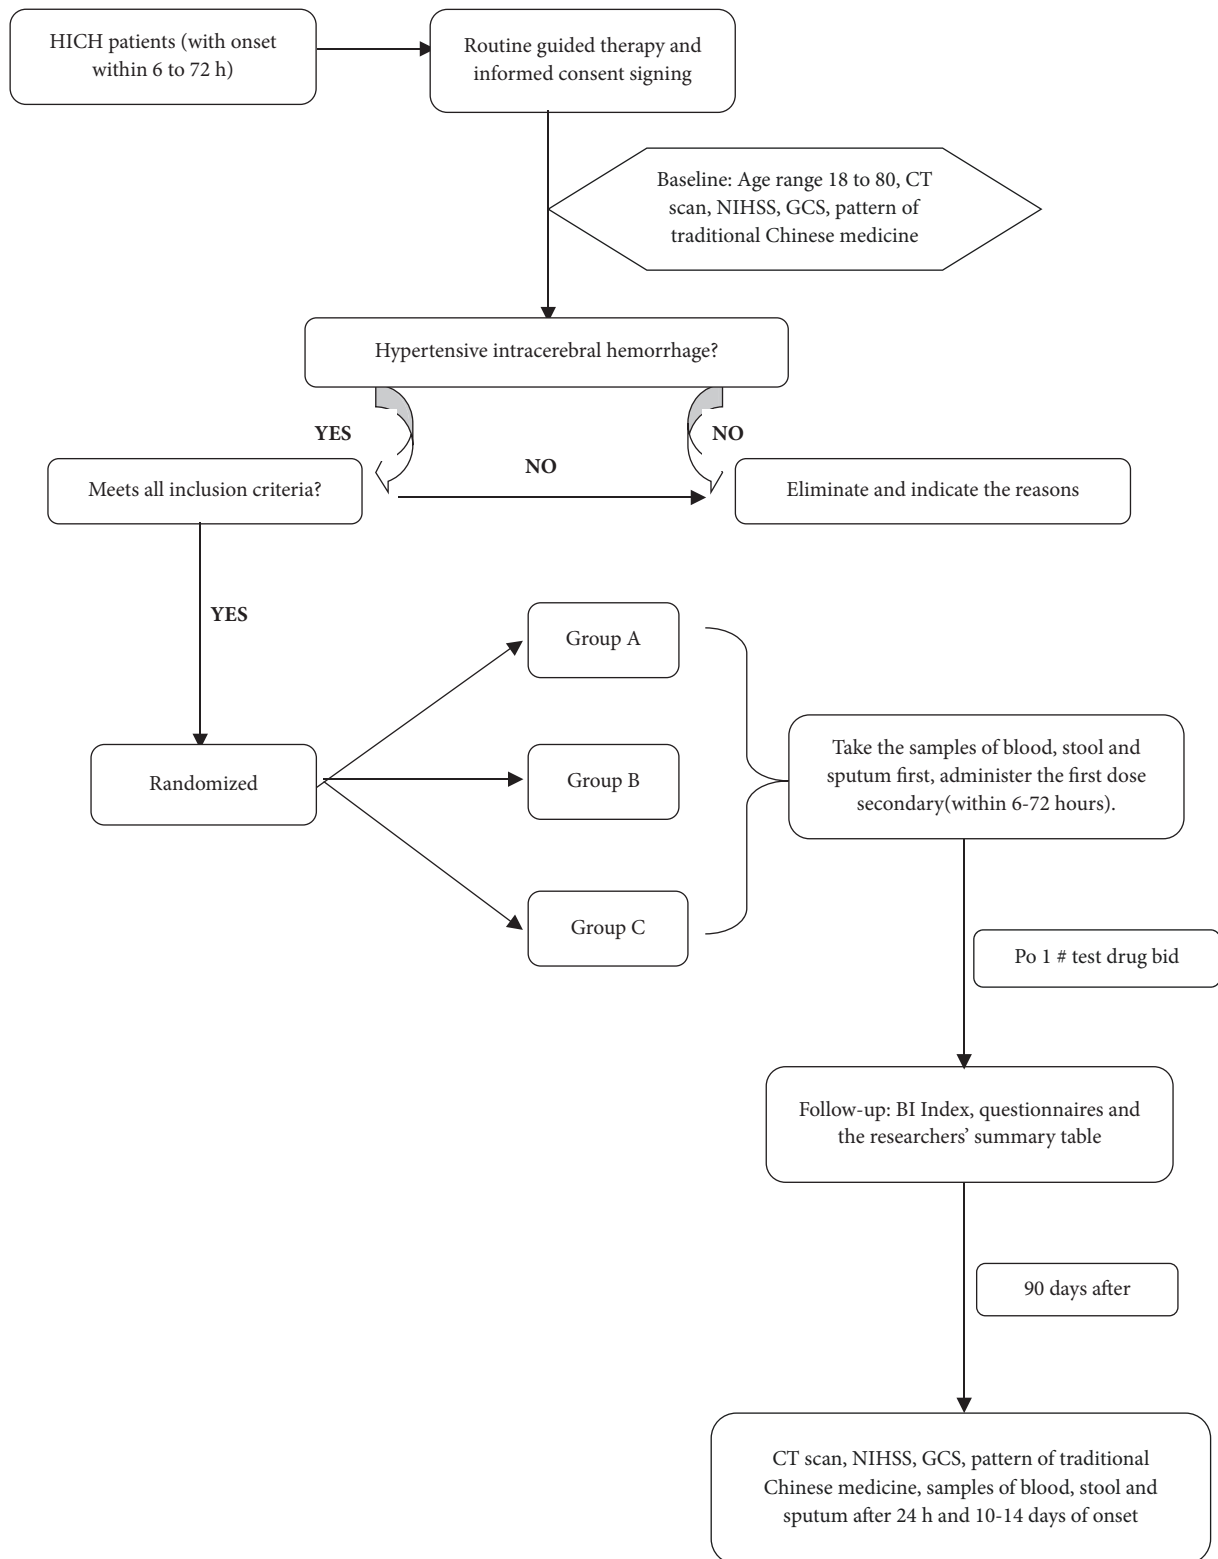 HICH patients (with onset
within 6 to 72 h)
Routine guided therapy and
informed consent signing
Baseline: Age range 18 to 80, CT
scan, NIHSS, GCS, pattern of
traditional Chinese medicine
Hypertensive intracerebral hemorrhage?
YES
NO
NO
Meets all inclusion criteria?
Eliminate and indicate the reasons
YES
Randomized
Group A
Group B
Group C
Take the samples of blood, stool and
sputum first, administer the first dose
secondary(within 6-72 hours).
Po 1 # test drug bid
Follow-up: BI Index, questionnaires and
the researchers’ summary table
90 days after
CT scan, NIHSS, GCS, pattern of traditional
Chinese medicine, samples of blood, stool and
sputum after 24 h and 10-14 days of onset